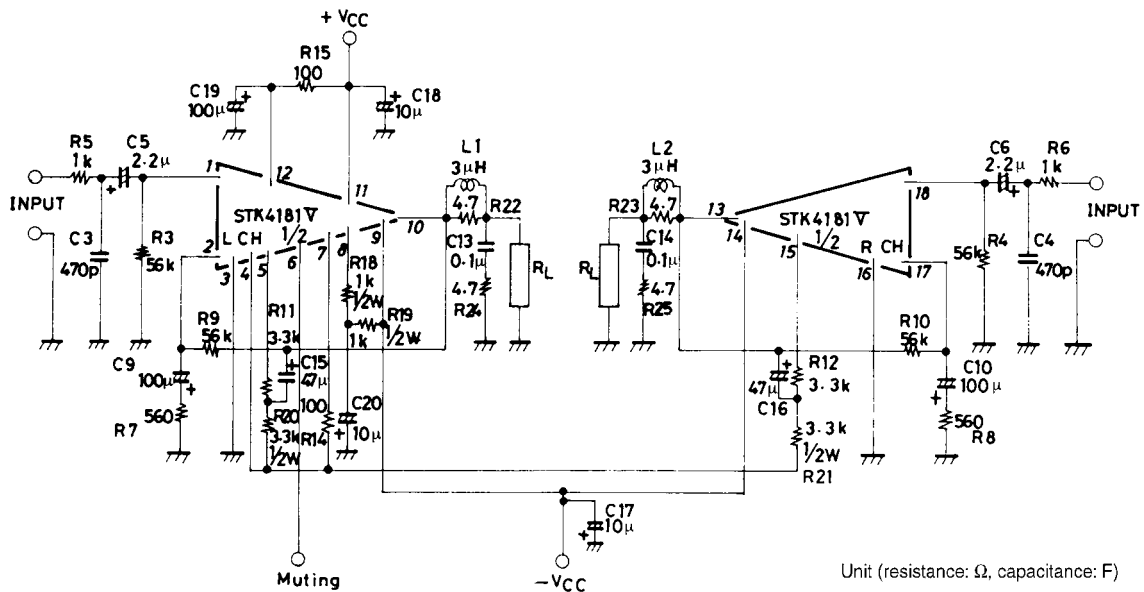 + VCC
R15
100
C19
100μ
+
+
C18
10μ
R5
1k
C5
2.2μ
+
INPUT
C3
470p
R3
56k
1
12
11
2
L CH
STK4181V
1/2
3
4
5
6
7
8
9
10
L1
3μH
4.7
R22
C13
0.1μ
4.7
R24
RL
R18
1k
1/2W
R19
1k
1/2W
R9
56k
C9
100μ
+
560
R7
R11
3.3k
+
C15
47μ
R20
3.3k
1/2W
100
R14
C20
+
10μ
Muting
L2
3μH
R23
4.7
C14
0.1μ
4.7
R25
RL
13
14
15
16
17
18
STK4181V
1/2
R CH
C6
2.2μ
+
R6
1k
INPUT
R4
56k
C4
470p
R10
56k
C10
100μ
+
560
R8
+
47μ
C16
R12
3.3k
3.3k
1/2W
R21
C17
+
10μ
−VCC
Unit (resistance: Ω, capacitance: F)